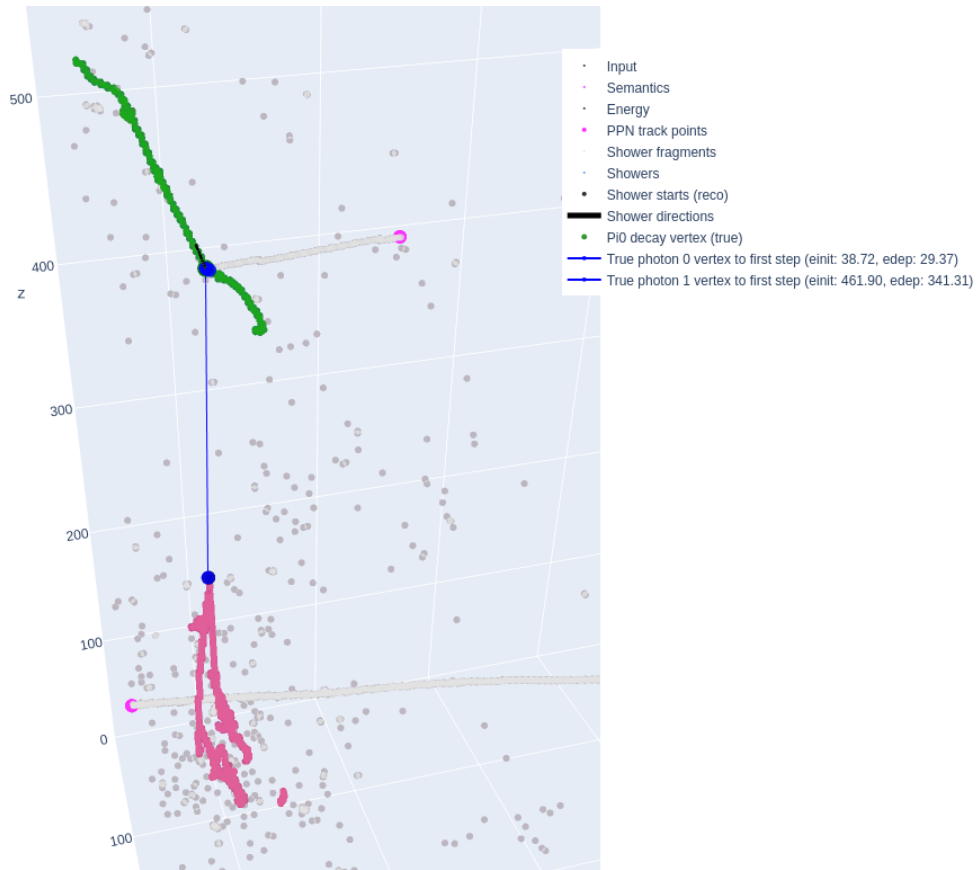 500
400
z
300
200
100
0
100
Input
Semantics
Energy
PPN track points
Shower fragments
Showers
Shower starts (reco)
Shower directions
Pi0 decay vertex (true)
True photon 0 vertex to first step (einit: 38.72, edep: 29.37)
True photon 1 vertex to first step (einit: 461.90, edep: 341.31)